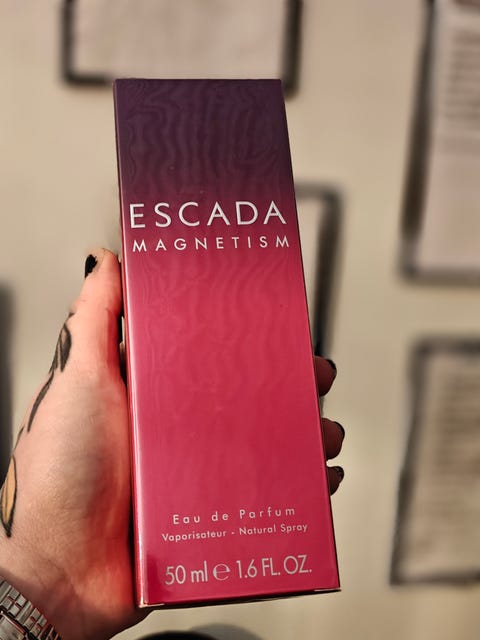 ESCADA
MAGNETISM
Eau de Parfum
Vaporisateur - Natural Spray
50 ml ℮ 1.6 FL. OZ.